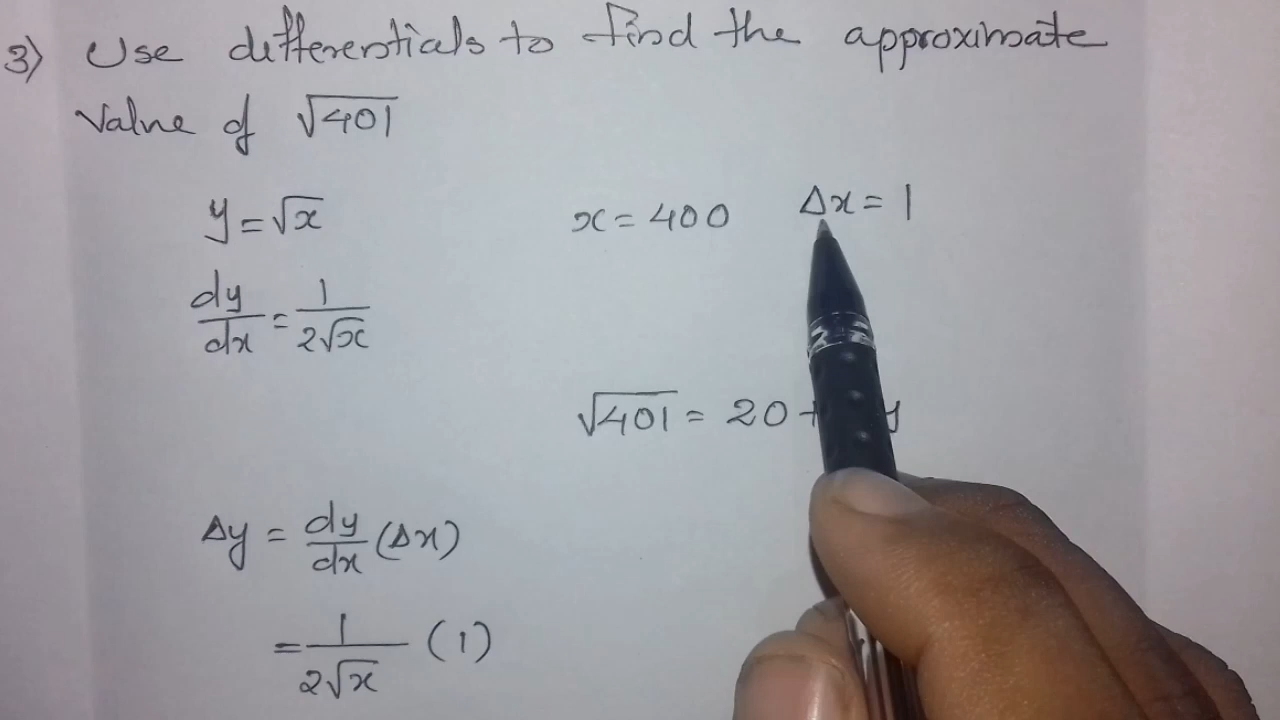 3) Use differentials to find the approximate
value of √401
y = √x
x = 400 Δx = 1
dy/dx = 1/2√x
√401 = 20 + y
Δy = dy/dx (Δx)
= 1/2√x (1)